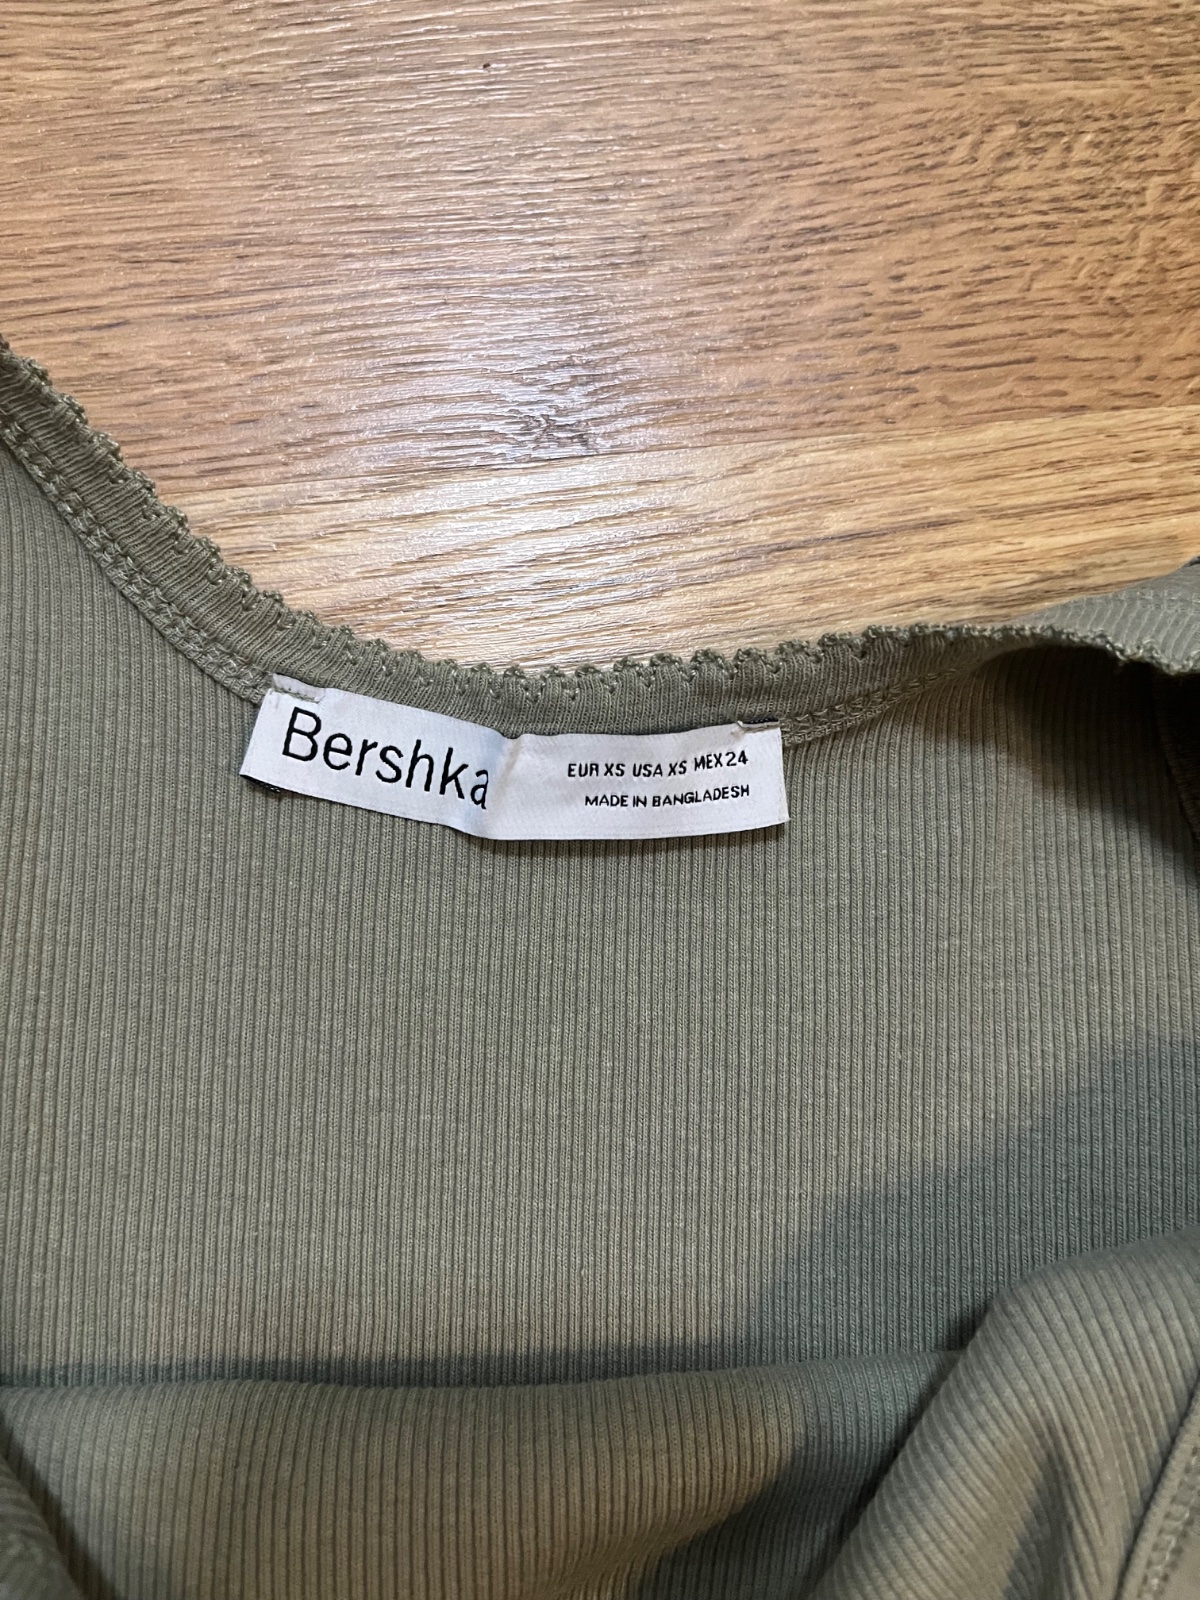 Bershka
EUR XS USA XS MEX 24
MADE IN BANGLADESH